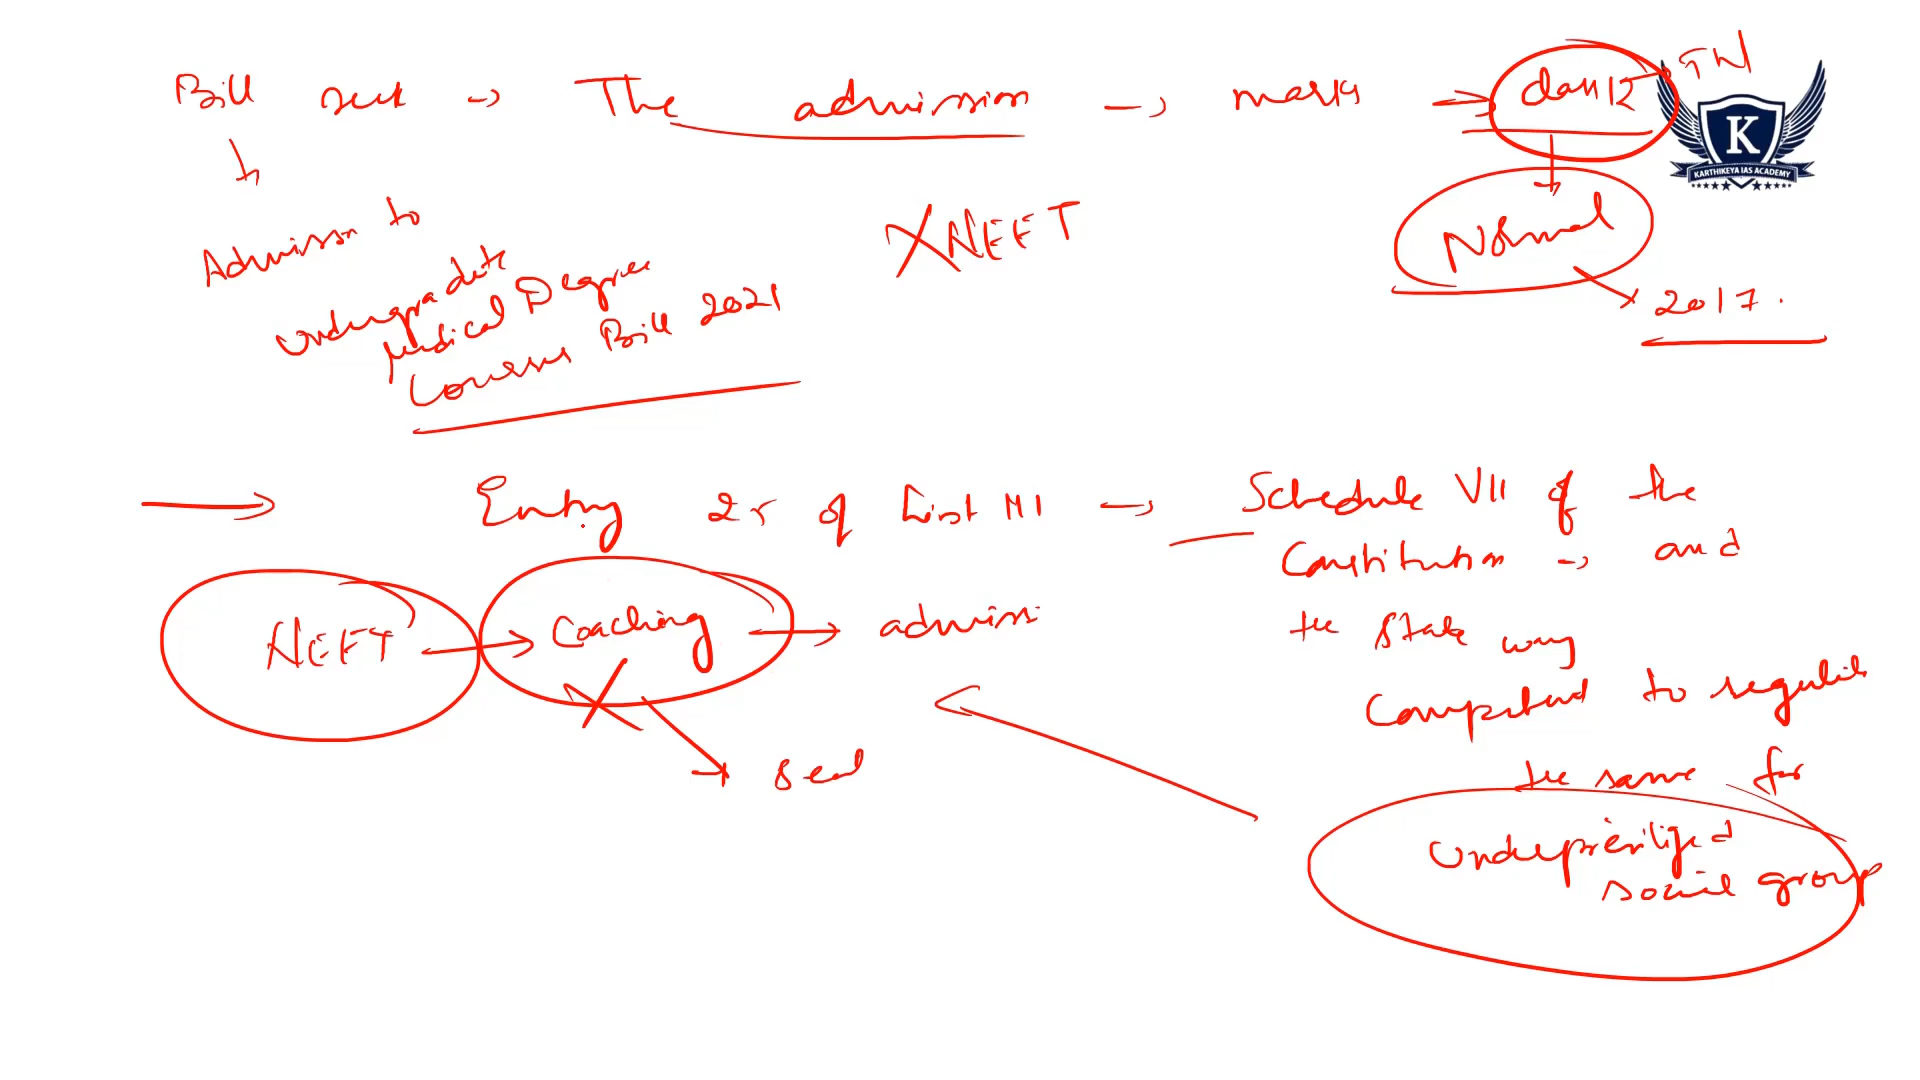 Bill seek → The admission → marks → class 12 → TN
K
KARTHIKEYA IAS ACADEMY
Admission to
Undergraduate
Medical Degree
Courses Bill 2021
X NEET
Normal
2017.
→ Entry 25 of List III → Schedule VII of the
Constitution → and
the State was
Competent to regulate
the same for
Underprivileged
social group
NEET → Coaching → admissi
X → seat